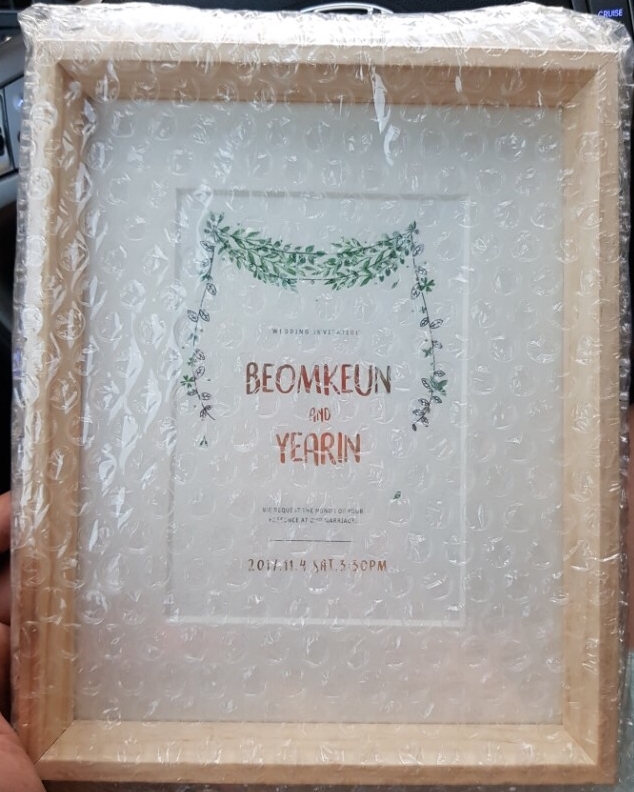 CRUISE
WEDDING INVITATION
BEOMKEUN
AND
YEARIN
WE REQUEST THE HONOR OF YOUR
PRESENCE AT OUR MARRIAGE
2017.11.4 SAT. 3:30PM